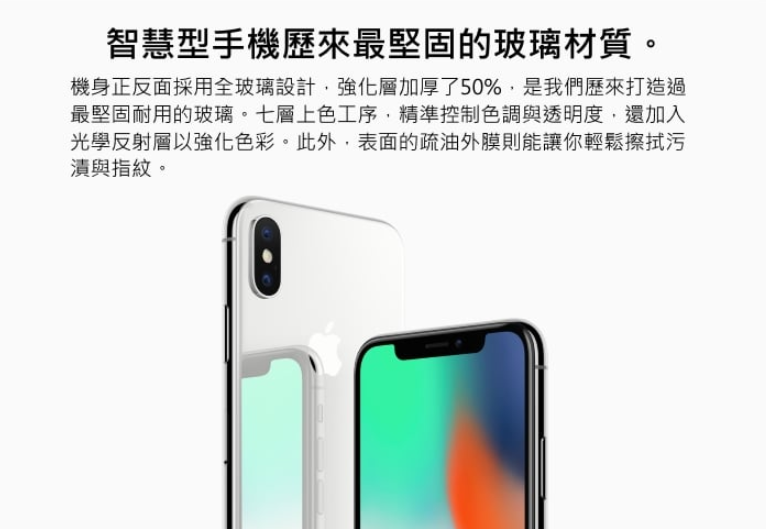 智慧型手機歷來最堅固的玻璃材質。
機身正反面採用全玻璃設計，強化層加厚了50%，是我們歷來打造過
最堅固耐用的玻璃。七層上色工序，精準控制色調與透明度，還加入
光學反射層以強化色彩。此外，表面的疏油外膜則能讓你輕鬆擦拭污
漬與指紋。